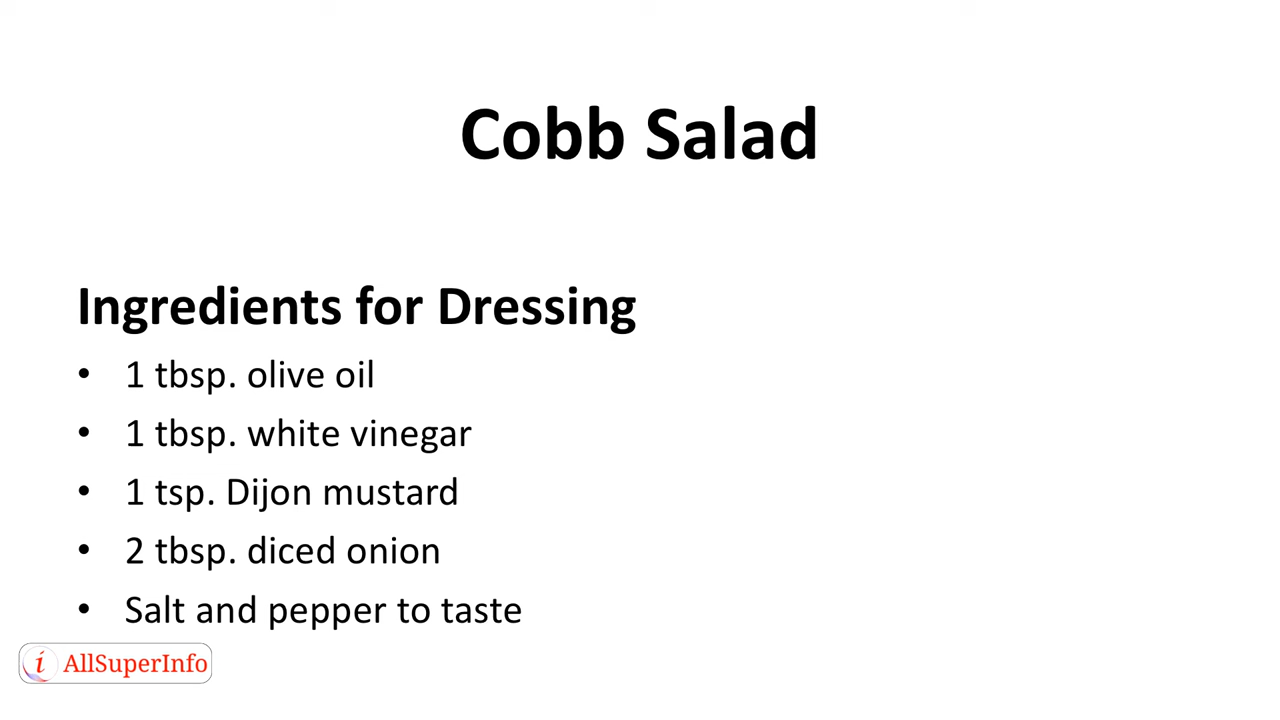 Cobb Salad
Ingredients for Dressing
• 1 tbsp. olive oil
• 1 tbsp. white vinegar
• 1 tsp. Dijon mustard
• 2 tbsp. diced onion
• Salt and pepper to taste
i AllSuperInfo